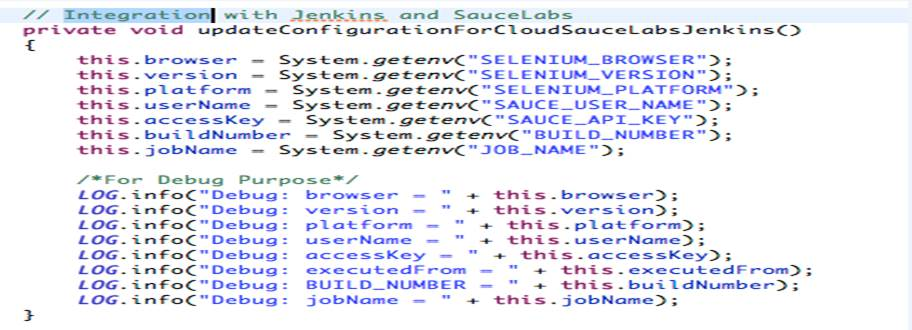 // Integration with Jenkins and SauceLabs
private void updateConfigurationForCloudSauceLabsJenkins()
{
this.browser = System.getenv("SELENIUM_BROWSER");
this.version = System.getenv("SELENIUM_VERSION");
this.platform = System.getenv("SELENIUM_PLATFORM");
this.userName = System.getenv("SAUCE_USER_NAME");
this.accessKey = System.getenv("SAUCE_API_KEY");
this.buildNumber = System.getenv("BUILD_NUMBER");
this.jobName = System.getenv("JOB_NAME");
/*For Debug Purpose*/
LOG.info("Debug: browser = " + this.browser);
LOG.info("Debug: version = " + this.version);
LOG.info("Debug: platform = " + this.platform);
LOG.info("Debug: userName = " + this.userName);
LOG.info("Debug: accessKey = " + this.accessKey);
LOG.info("Debug: executedFrom = " + this.executedFrom);
LOG.info("Debug: BUILD_NUMBER = " + this.buildNumber);
LOG.info("Debug: jobName = " + this.jobName);
}